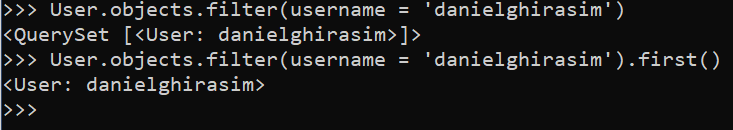 >>> User.objects.filter(username = 'danielghirasim')
<QuerySet [<User: danielghirasim>]>
>>> User.objects.filter(username = 'danielghirasim').first()
<User: danielghirasim>
>>>